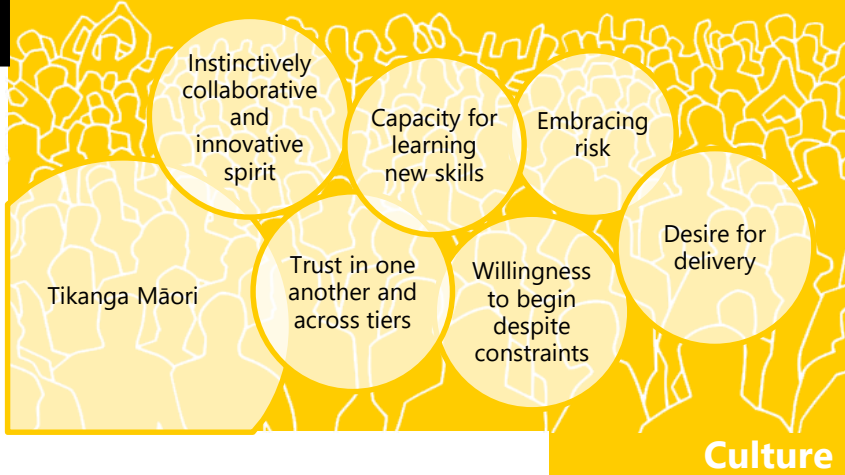 Instinctively
collaborative
and
innovative
spirit
Capacity for
learning
new skills
Embracing
risk
Desire for
delivery
Tikanga Māori
Trust in one
another and
across tiers
Willingness
to begin
despite
constraints
Culture